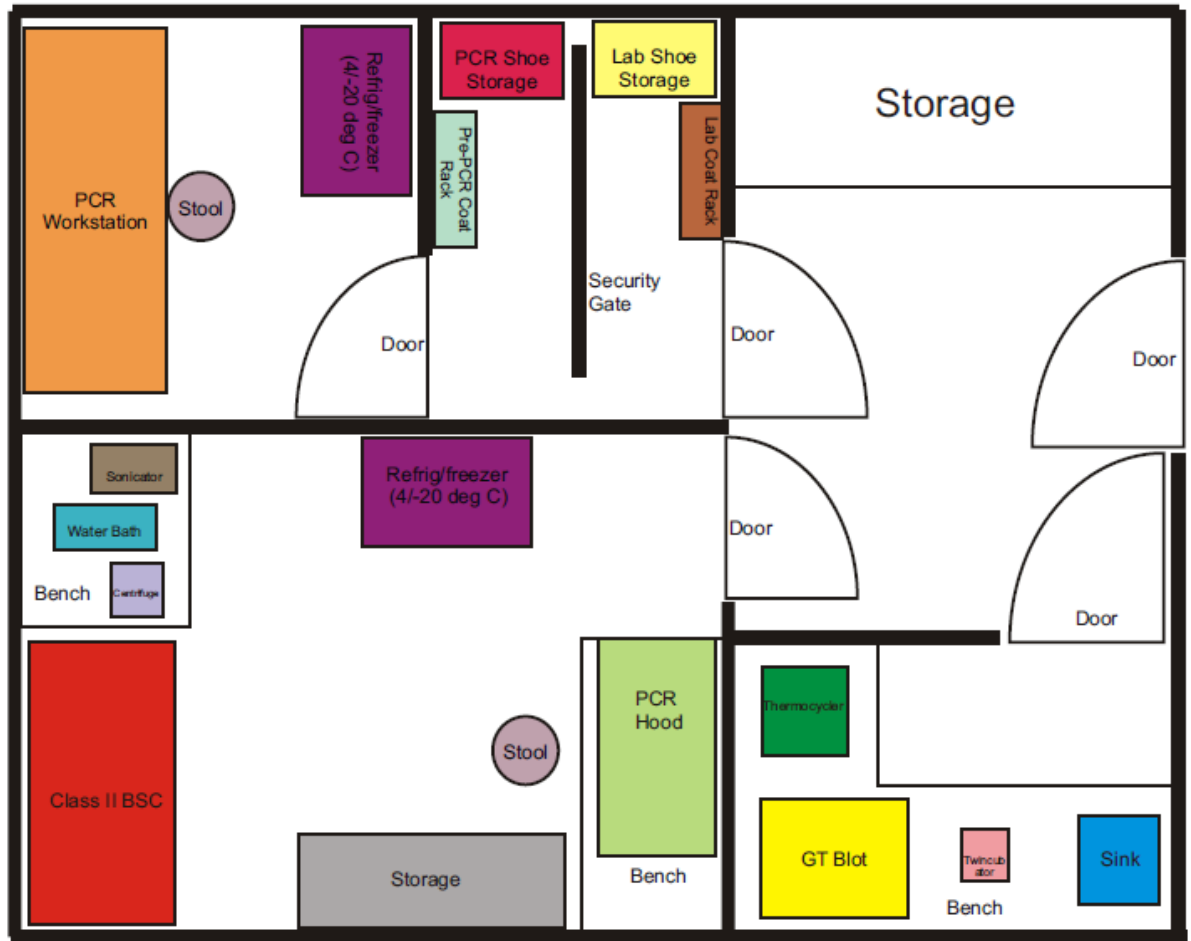 PCR
Workstation
Stool
Refrig/freezer
(4/-20 deg C)
PCR Shoe
Storage
Pre-PCR Coat
Rack
Lab Shoe
Storage
Lab Coat Rack
Storage
Security
Gate
Door
Door
Door
Sonicator
Water Bath
Bench
Centrifuge
Refrig/freezer
(4/-20 deg C)
Door
Door
Class II BSC
Stool
Storage
PCR
Hood
Bench
Thermocycler
GT Blot
Twincub
ator
Bench
Sink